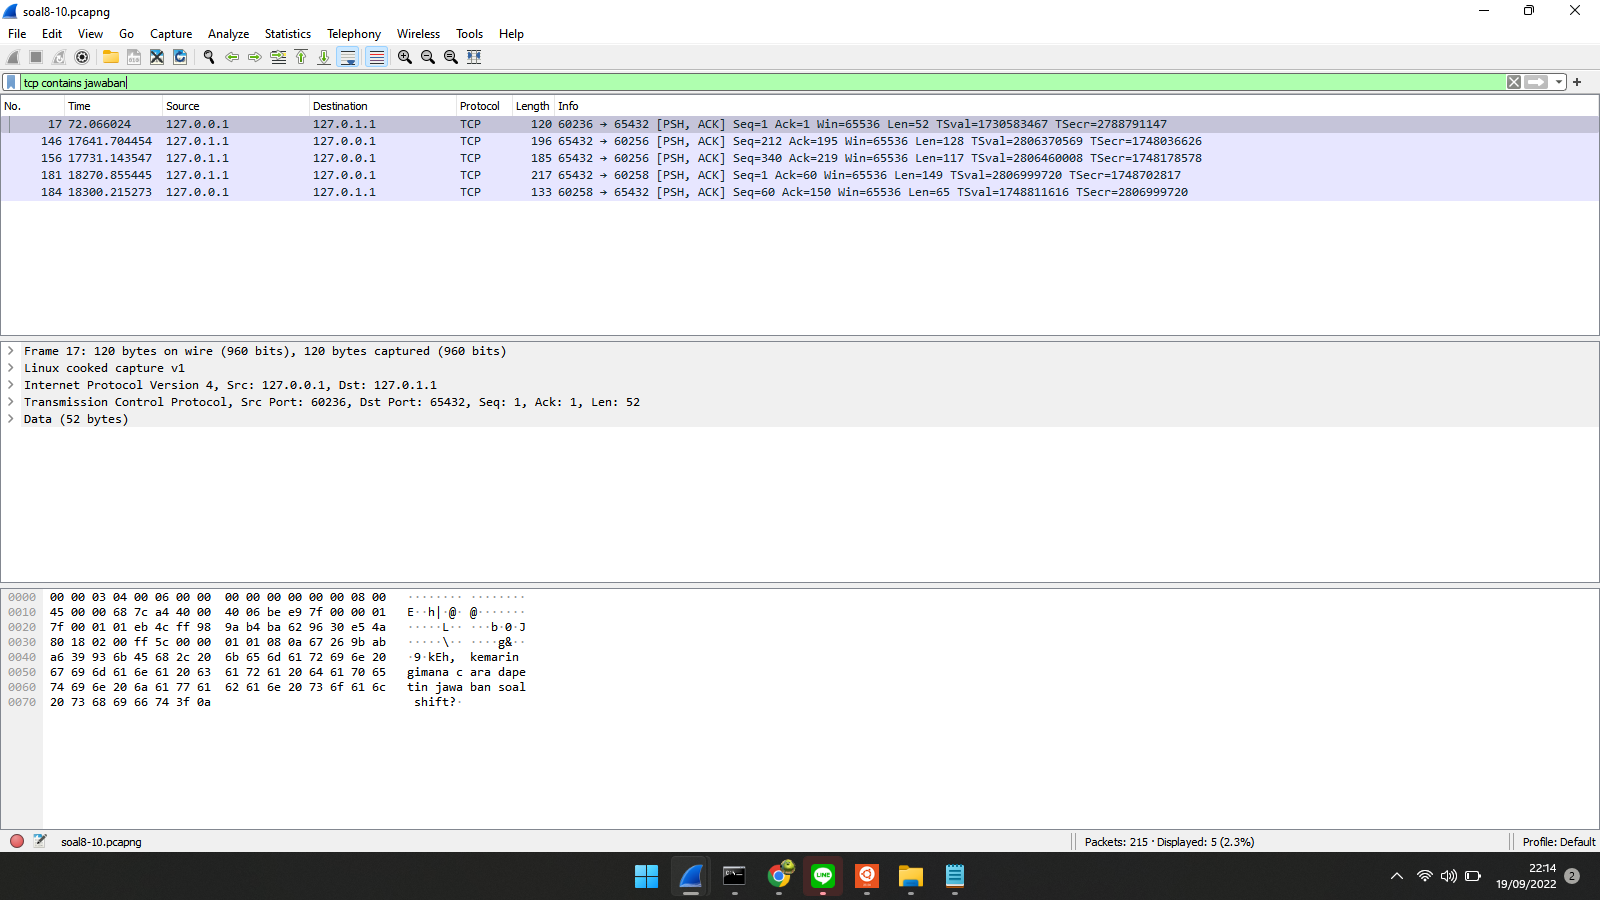 soal8-10.pcapng
File Edit View Go Capture Analyze Statistics Telephony Wireless Tools Help
tcp contains jawaban
No. Time Source Destination Protocol Length Info
17 72.066024 127.0.0.1 127.0.1.1 TCP 120 60236 → 65432 [PSH, ACK] Seq=1 Ack=1 Win=65536 Len=52 TSval=1730583467 TSecr=2788791147
146 17641.704454 127.0.1.1 127.0.0.1 TCP 196 65432 → 60256 [PSH, ACK] Seq=212 Ack=195 Win=65536 Len=128 TSval=2806370569 TSecr=1748036626
156 17731.143547 127.0.1.1 127.0.0.1 TCP 185 65432 → 60256 [PSH, ACK] Seq=340 Ack=219 Win=65536 Len=117 TSval=2806460008 TSecr=1748178578
181 18270.855445 127.0.1.1 127.0.0.1 TCP 217 65432 → 60258 [PSH, ACK] Seq=1 Ack=60 Win=65536 Len=149 TSval=2806999720 TSecr=1748702817
184 18300.215273 127.0.0.1 127.0.1.1 TCP 133 60258 → 65432 [PSH, ACK] Seq=60 Ack=150 Win=65536 Len=65 TSval=1748811616 TSecr=2806999720
Frame 17: 120 bytes on wire (960 bits), 120 bytes captured (960 bits)
Linux cooked capture v1
Internet Protocol Version 4, Src: 127.0.0.1, Dst: 127.0.1.1
Transmission Control Protocol, Src Port: 60236, Dst Port: 65432, Seq: 1, Ack: 1, Len: 52
Data (52 bytes)
0000 00 00 03 04 00 06 00 00 00 00 00 00 00 00 08 00 ········ ········
0010 45 00 00 68 7c a4 40 00 40 06 be e9 7f 00 00 01 E··h|·@· @·······
0020 7f 00 01 01 eb 4c ff 98 9a b4 ba 62 96 30 e5 4a ·····L·· ···b·0·J
0030 80 18 02 00 ff 5c 00 00 01 01 08 0a 67 26 9b ab ·····\·· ····g&··
0040 a6 39 93 6b 45 68 2c 20 6b 65 6d 61 72 69 6e 20 ·9·kEh, kemarin
0050 67 69 6d 61 6e 61 20 63 61 72 61 20 64 61 70 65 gimana c ara dape
0060 74 69 6e 20 6a 61 77 61 62 61 6e 20 73 6f 61 6c tin jawa ban soal
0070 20 73 68 69 66 74 3f 0a shift?·
soal8-10.pcapng Packets: 215 · Displayed: 5 (2.3%) Profile: Default
LINE
22:14
19/09/2022
2